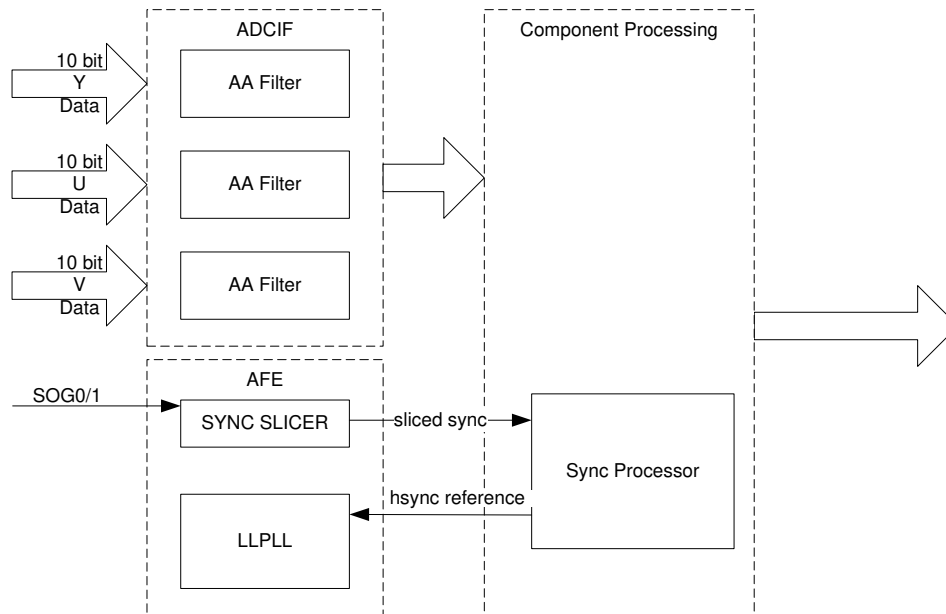 ADCIF
Component Processing
10 bit
Y
Data
AA Filter
10 bit
U
Data
AA Filter
10 bit
V
Data
AA Filter
AFE
SOG0/1
SYNC SLICER
sliced sync
Sync Processor
hsync reference
LLPLL